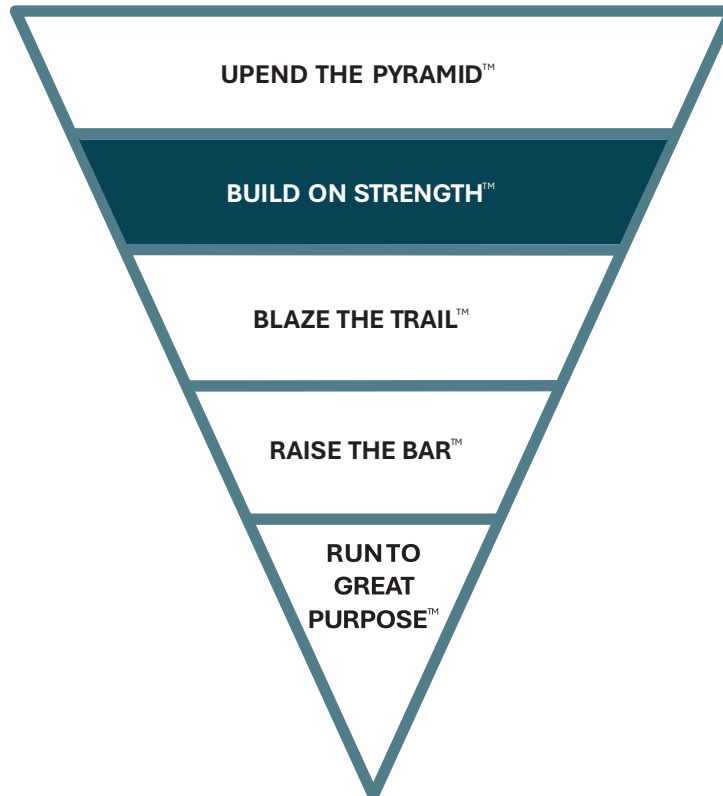 UPEND THE PYRAMID™
BUILD ON STRENGTH™
BLAZE THE TRAIL™
RAISE THE BAR™
RUN TO
GREAT
PURPOSE™